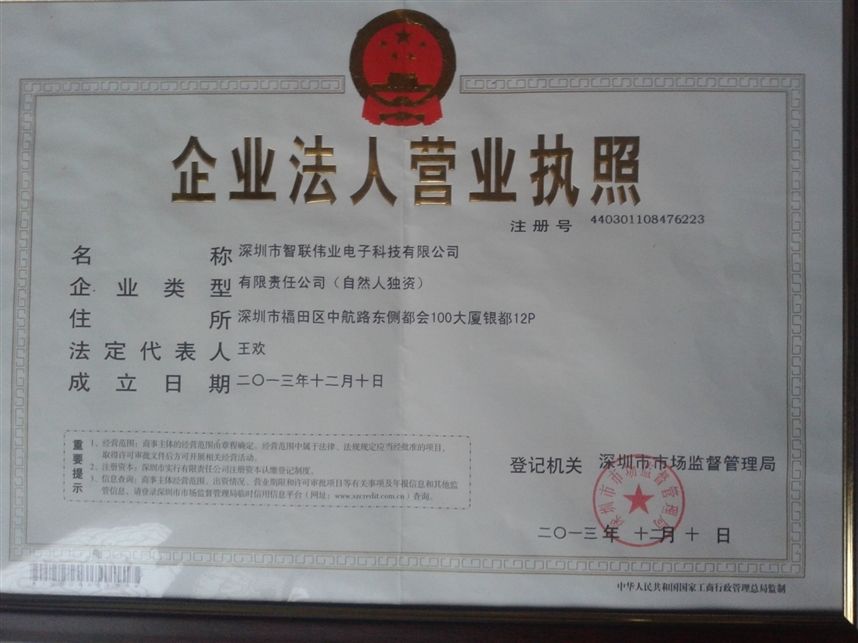 企业法人营业执照
注册号 440301108476223
名称 深圳市智联伟业电子科技有限公司
企业类型 有限责任公司（自然人独资）
住所 深圳市福田区中航路东侧都会100大厦银都12P
法定代表人 王欢
成立日期 二〇一三年十二月十日
重要提示
1、经营范围：商事主体的经营范围由章程确定。经营范围中属于法律、法规规定应当经批准的项目，
取得许可审批文件后方可开展相关经营活动。
2、注册资本：深圳市实行有限责任公司注册资本认缴登记制度。
3、信息查询：商事主体经营范围、出资情况、营业期限和许可审批项目等有关事项及年报信息和其他监
管信息，请登录深圳市市场监督管理局临时信用信息平台（网址：www.szcredit.com.cn）查询。
登记机关 深圳市市场监督管理局
深圳市市场监督管理局
二〇一三年 十二月 十 日
中华人民共和国国家工商行政管理总局监制